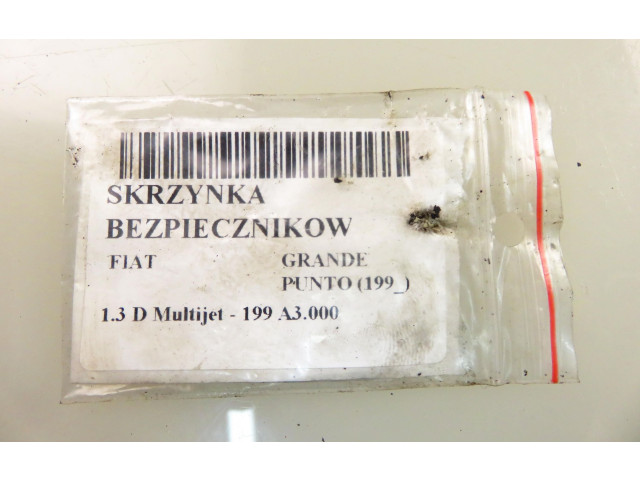 SKRZYNKA
BEZPIECZNIKOW
FIAT GRANDE
PUNTO (199_)
1.3 D Multijet - 199 A3.000